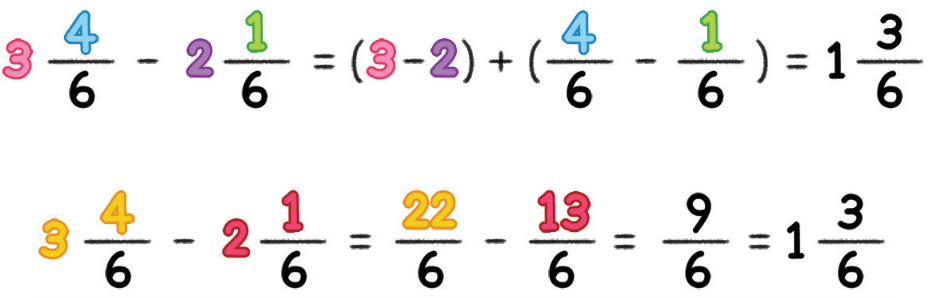 3 4/6 - 2 1/6 = (3-2) + (4/6 - 1/6) = 1 3/6
3 4/6 - 2 1/6 = 22/6 - 13/6 = 9/6 = 1 3/6